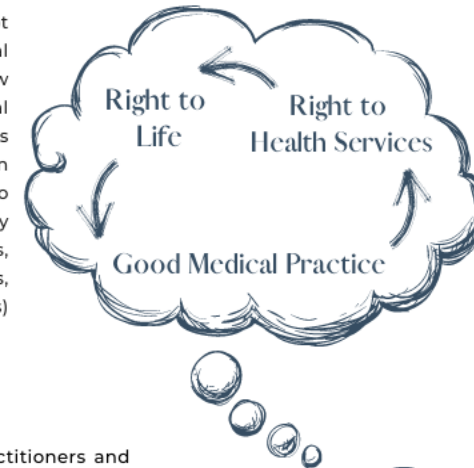 Right to
Life
Right to
Health Services
Good Medical Practice
ctitioners and